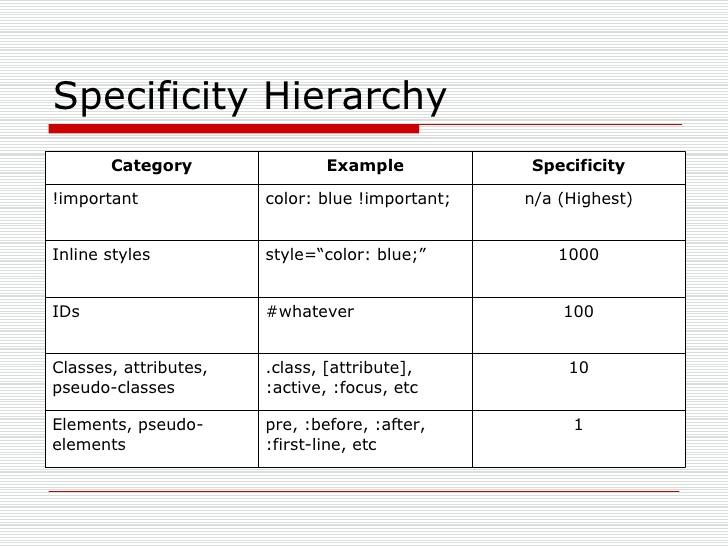 Specificity Hierarchy
Category Example Specificity
!important color: blue !important; n/a (Highest)
Inline styles style=“color: blue;” 1000
IDs #whatever 100
Classes, attributes, .class, [attribute], 10
pseudo-classes :active, :focus, etc
Elements, pseudo- pre, :before, :after, 1
elements :first-line, etc